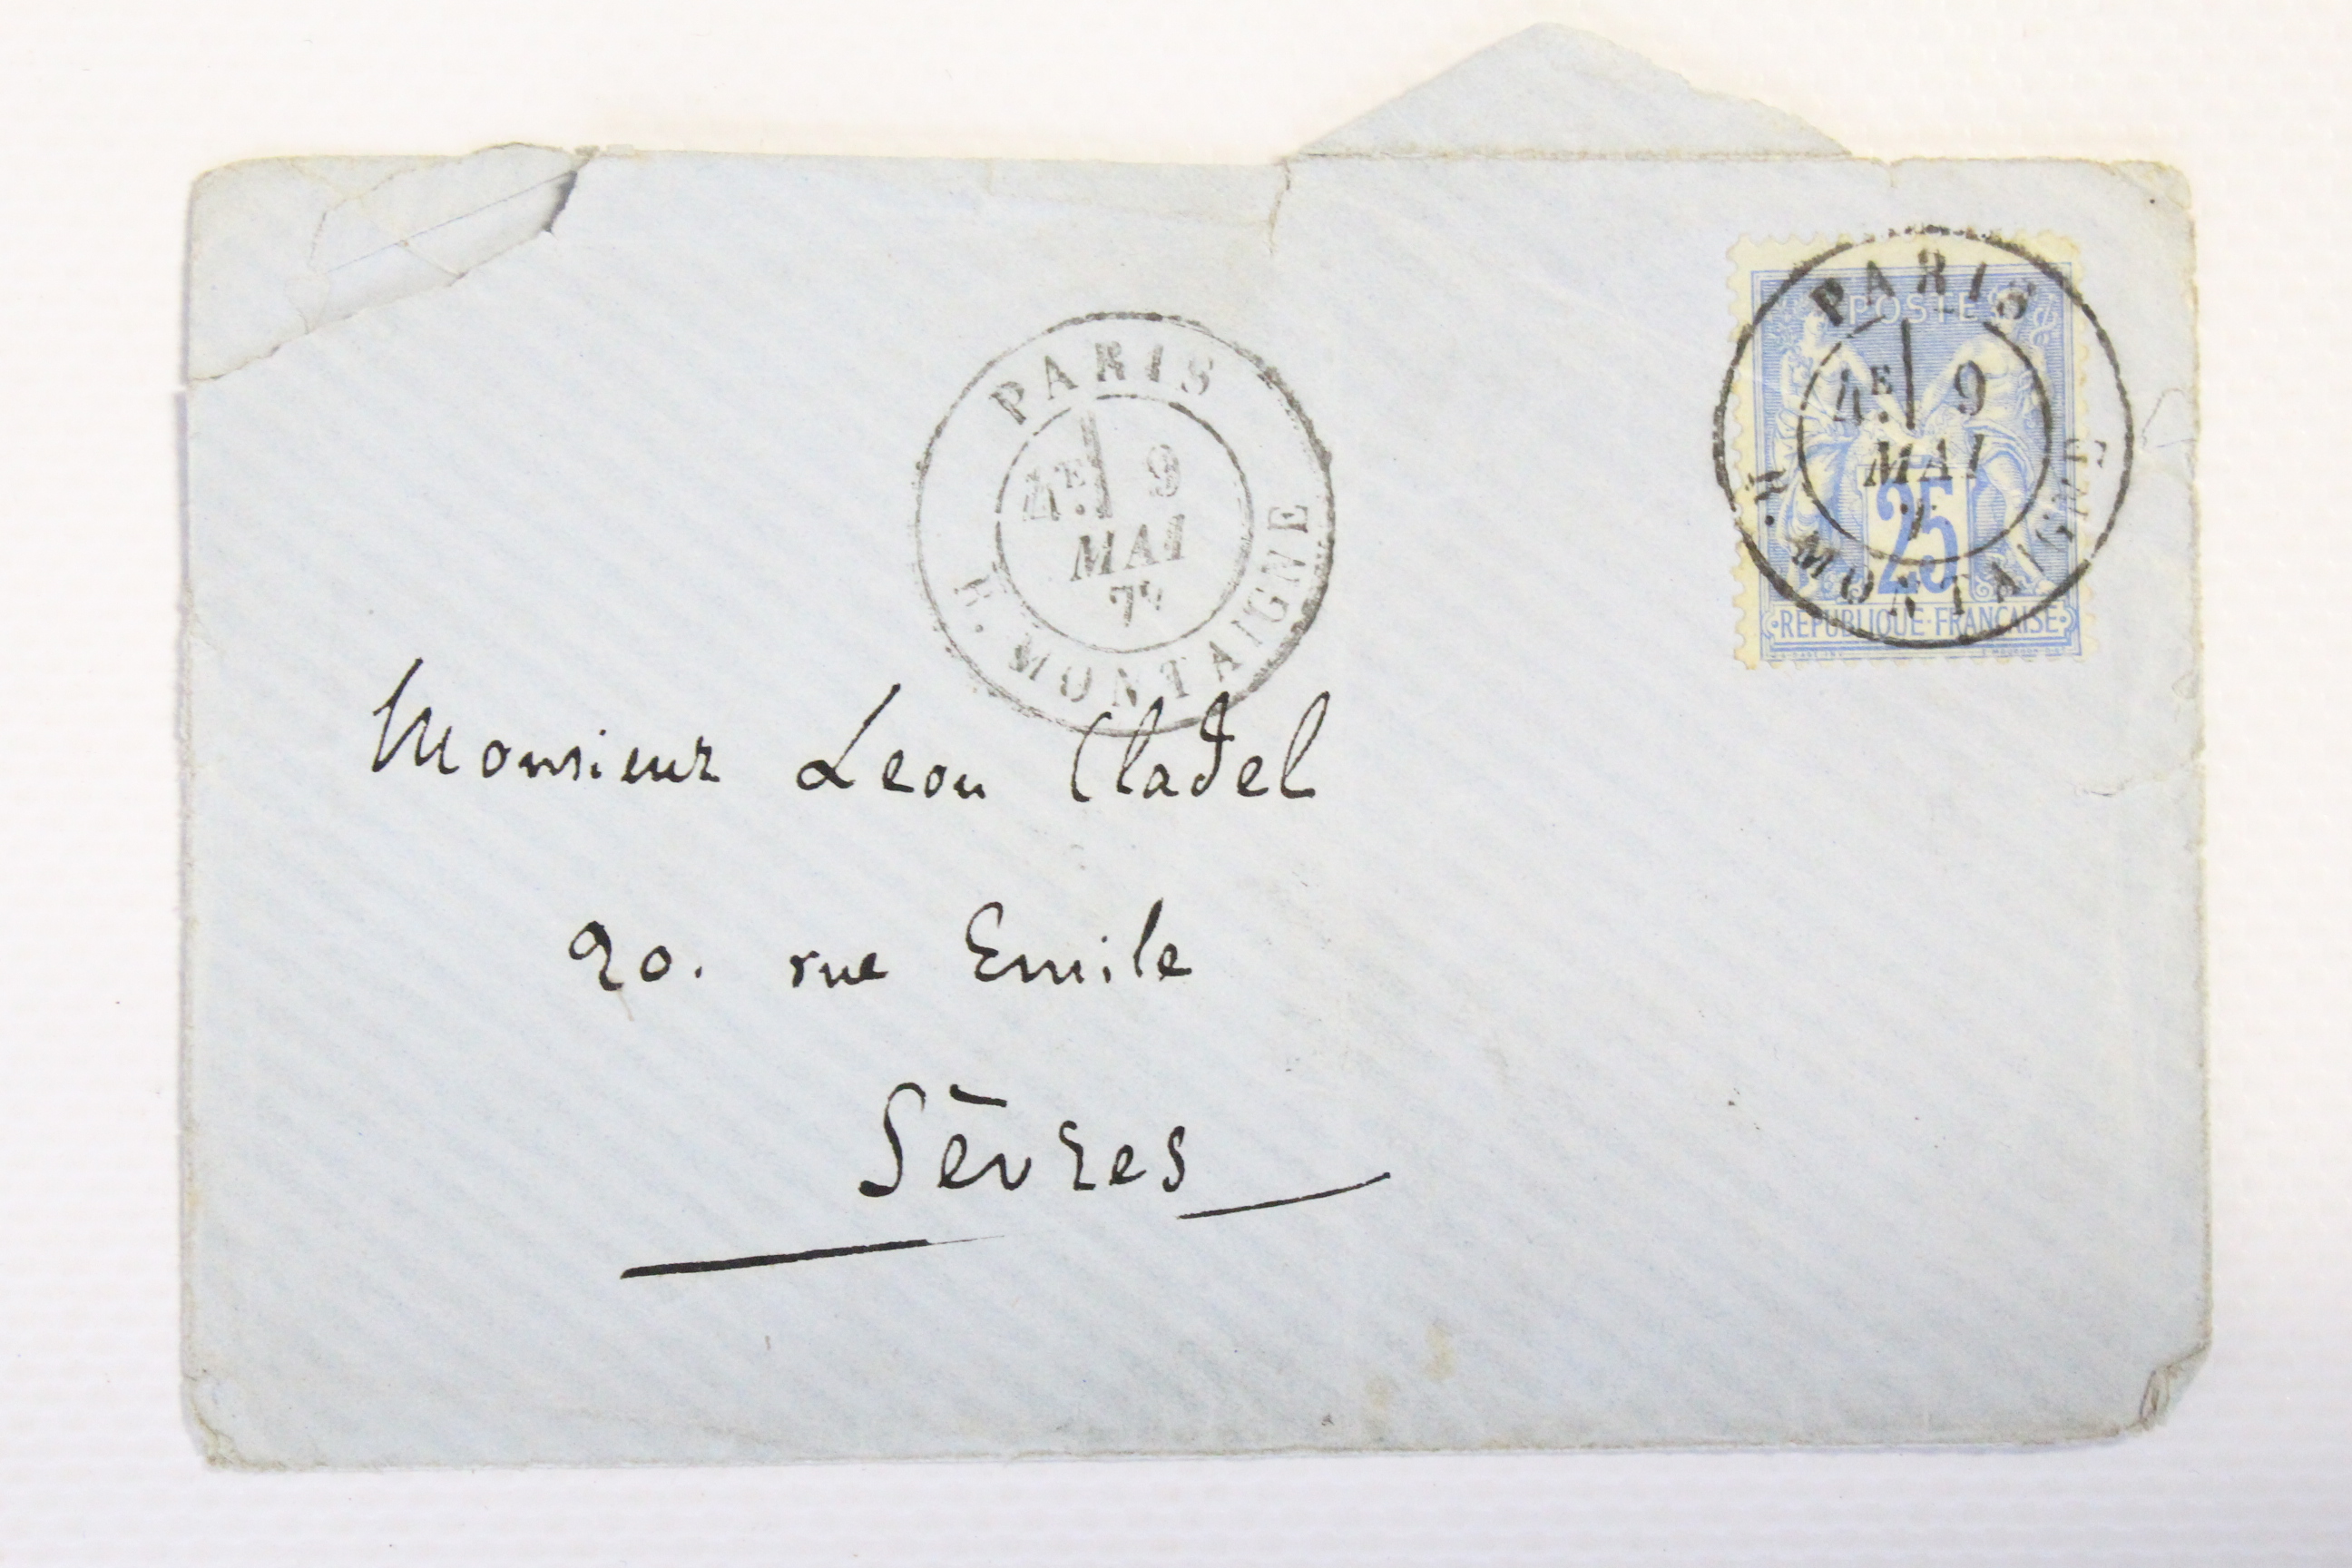 PARIS
4E 9
MAI
R. MONTAIGNE
POSTES
25
REPUBLIQUE FRANCAISE
PARIS
4E 9
MAI
R. MONTAIGNE
Monsieur Leon Cladel
20. rue Emile
Sèvres